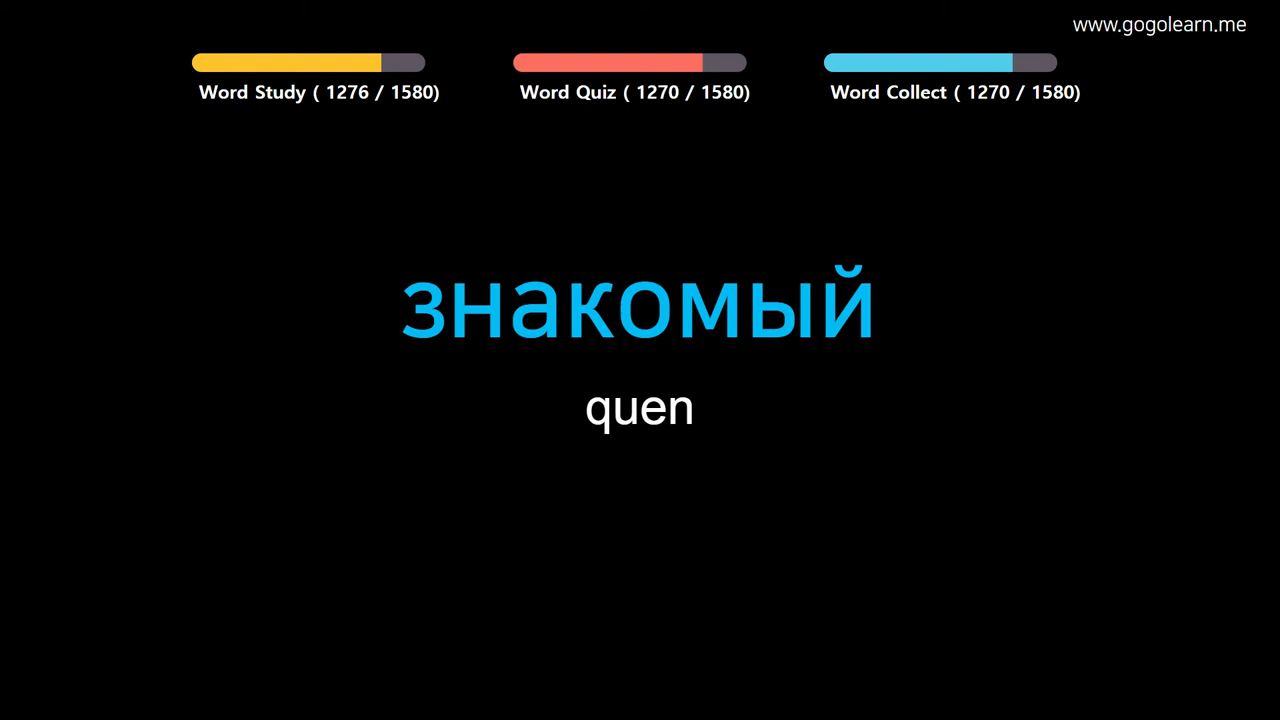 www.gogolearn.me
Word Study ( 1276 / 1580)
Word Quiz ( 1270 / 1580)
Word Collect ( 1270 / 1580)
знакомый
quen